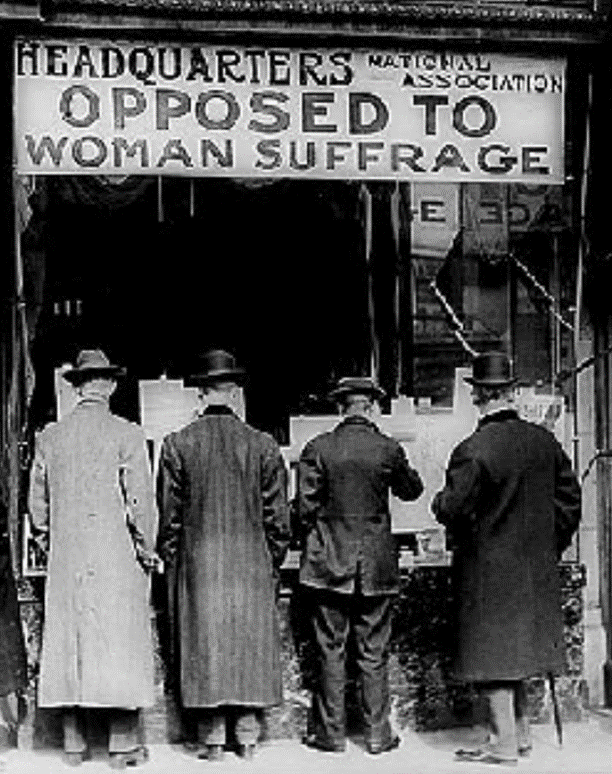 HEADQUARTERS NATIONAL ASSOCIATION
OPPOSED TO
WOMAN SUFFRAGE